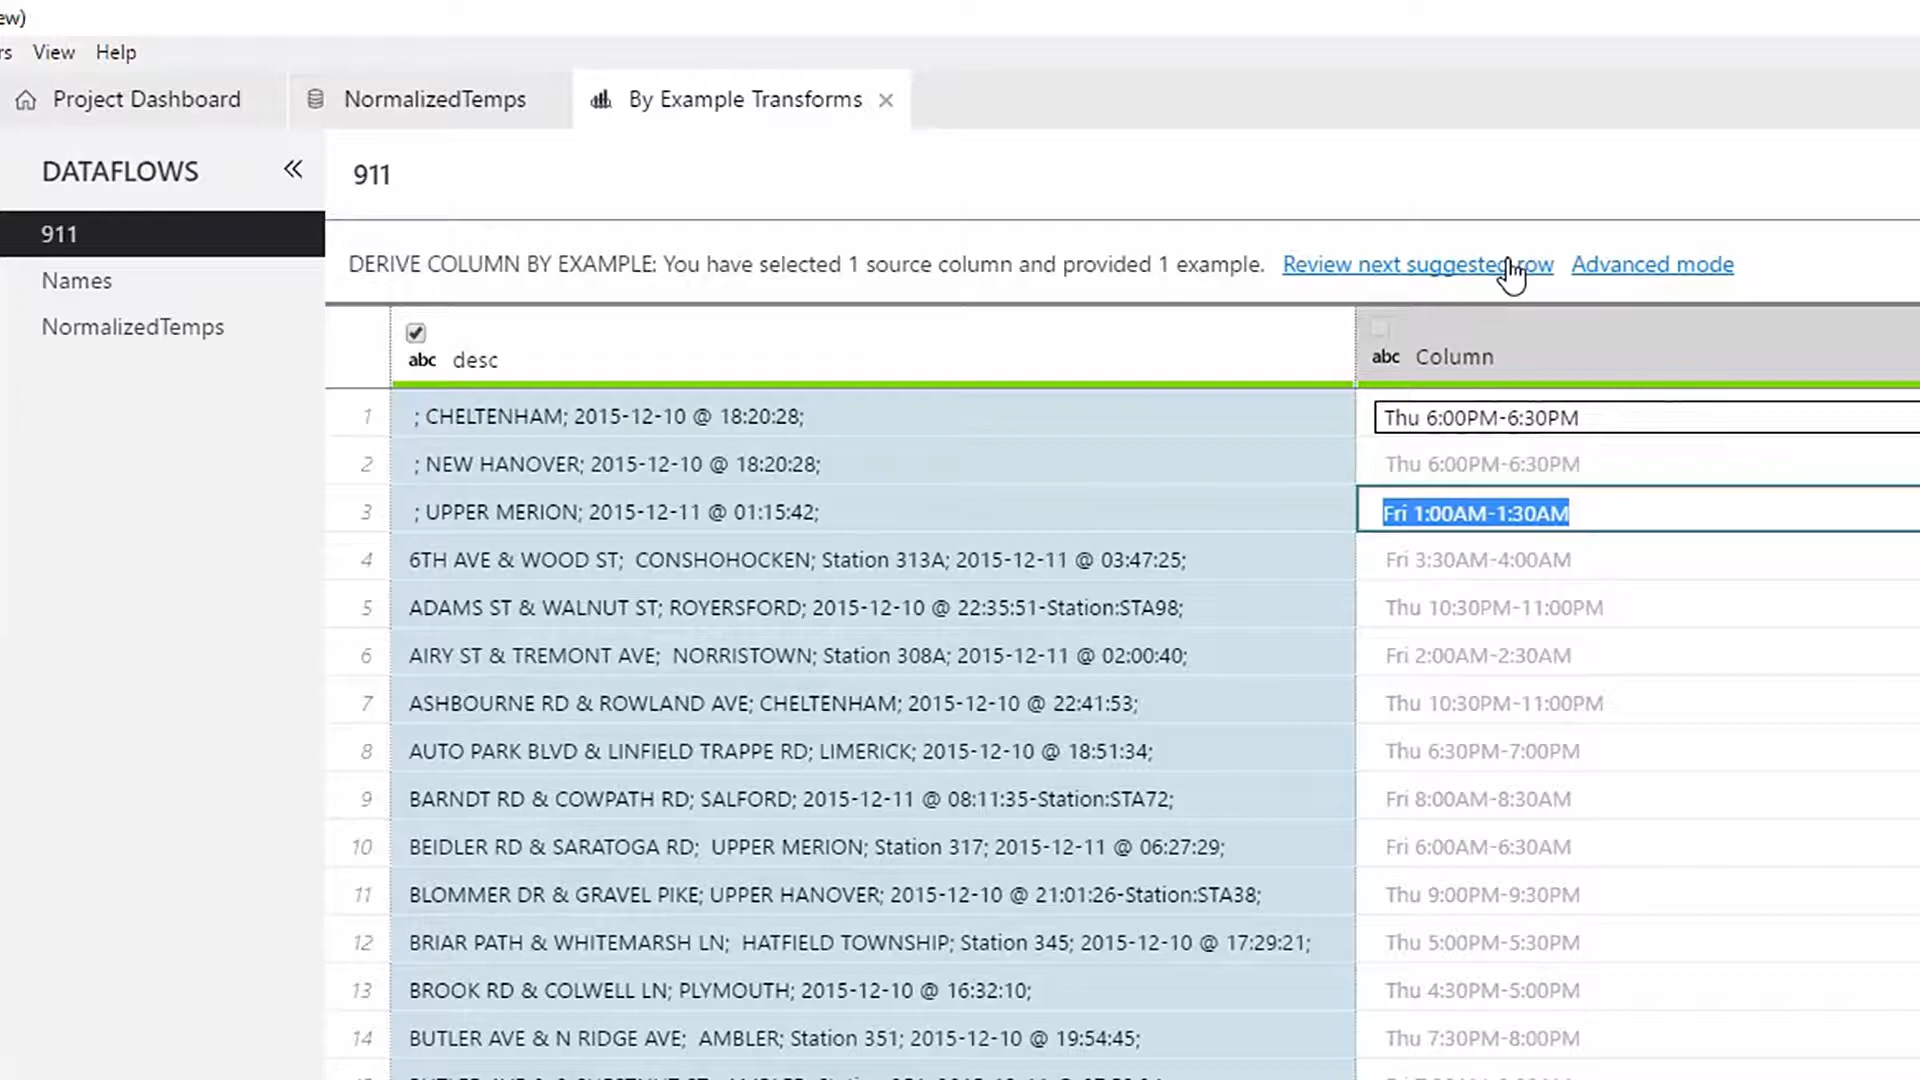 ew)
rs View Help
Project Dashboard NormalizedTemps By Example Transforms
DATAFLOWS
911
Names
NormalizedTemps
911
DERIVE COLUMN BY EXAMPLE: You have selected 1 source column and provided 1 example. Review next suggested row Advanced mode
abc desc abc Column
1 ; CHELTENHAM; 2015-12-10 @ 18:20:28; Thu 6:00PM-6:30PM
2 ; NEW HANOVER; 2015-12-10 @ 18:20:28; Thu 6:00PM-6:30PM
3 ; UPPER MERION; 2015-12-11 @ 01:15:42; Fri 1:00AM-1:30AM
4 6TH AVE & WOOD ST; CONSHOHOCKEN; Station 313A; 2015-12-11 @ 03:47:25; Fri 3:30AM-4:00AM
5 ADAMS ST & WALNUT ST; ROYERSFORD; 2015-12-10 @ 22:35:51-Station:STA98; Thu 10:30PM-11:00PM
6 AIRY ST & TREMONT AVE; NORRISTOWN; Station 308A; 2015-12-11 @ 02:00:40; Fri 2:00AM-2:30AM
7 ASHBOURNE RD & ROWLAND AVE; CHELTENHAM; 2015-12-10 @ 22:41:53; Thu 10:30PM-11:00PM
8 AUTO PARK BLVD & LINFIELD TRAPPE RD; LIMERICK; 2015-12-10 @ 18:51:34; Thu 6:30PM-7:00PM
9 BARNDT RD & COWPATH RD; SALFORD; 2015-12-11 @ 08:11:35-Station:STA72; Fri 8:00AM-8:30AM
10 BEIDLER RD & SARATOGA RD; UPPER MERION; Station 317; 2015-12-11 @ 06:27:29; Fri 6:00AM-6:30AM
11 BLOMMER DR & GRAVEL PIKE; UPPER HANOVER; 2015-12-10 @ 21:01:26-Station:STA38; Thu 9:00PM-9:30PM
12 BRIAR PATH & WHITEMARSH LN; HATFIELD TOWNSHIP; Station 345; 2015-12-10 @ 17:29:21; Thu 5:00PM-5:30PM
13 BROOK RD & COLWELL LN; PLYMOUTH; 2015-12-10 @ 16:32:10; Thu 4:30PM-5:00PM
14 BUTLER AVE & N RIDGE AVE; AMBLER; Station 351; 2015-12-10 @ 19:54:45; Thu 7:30PM-8:00PM